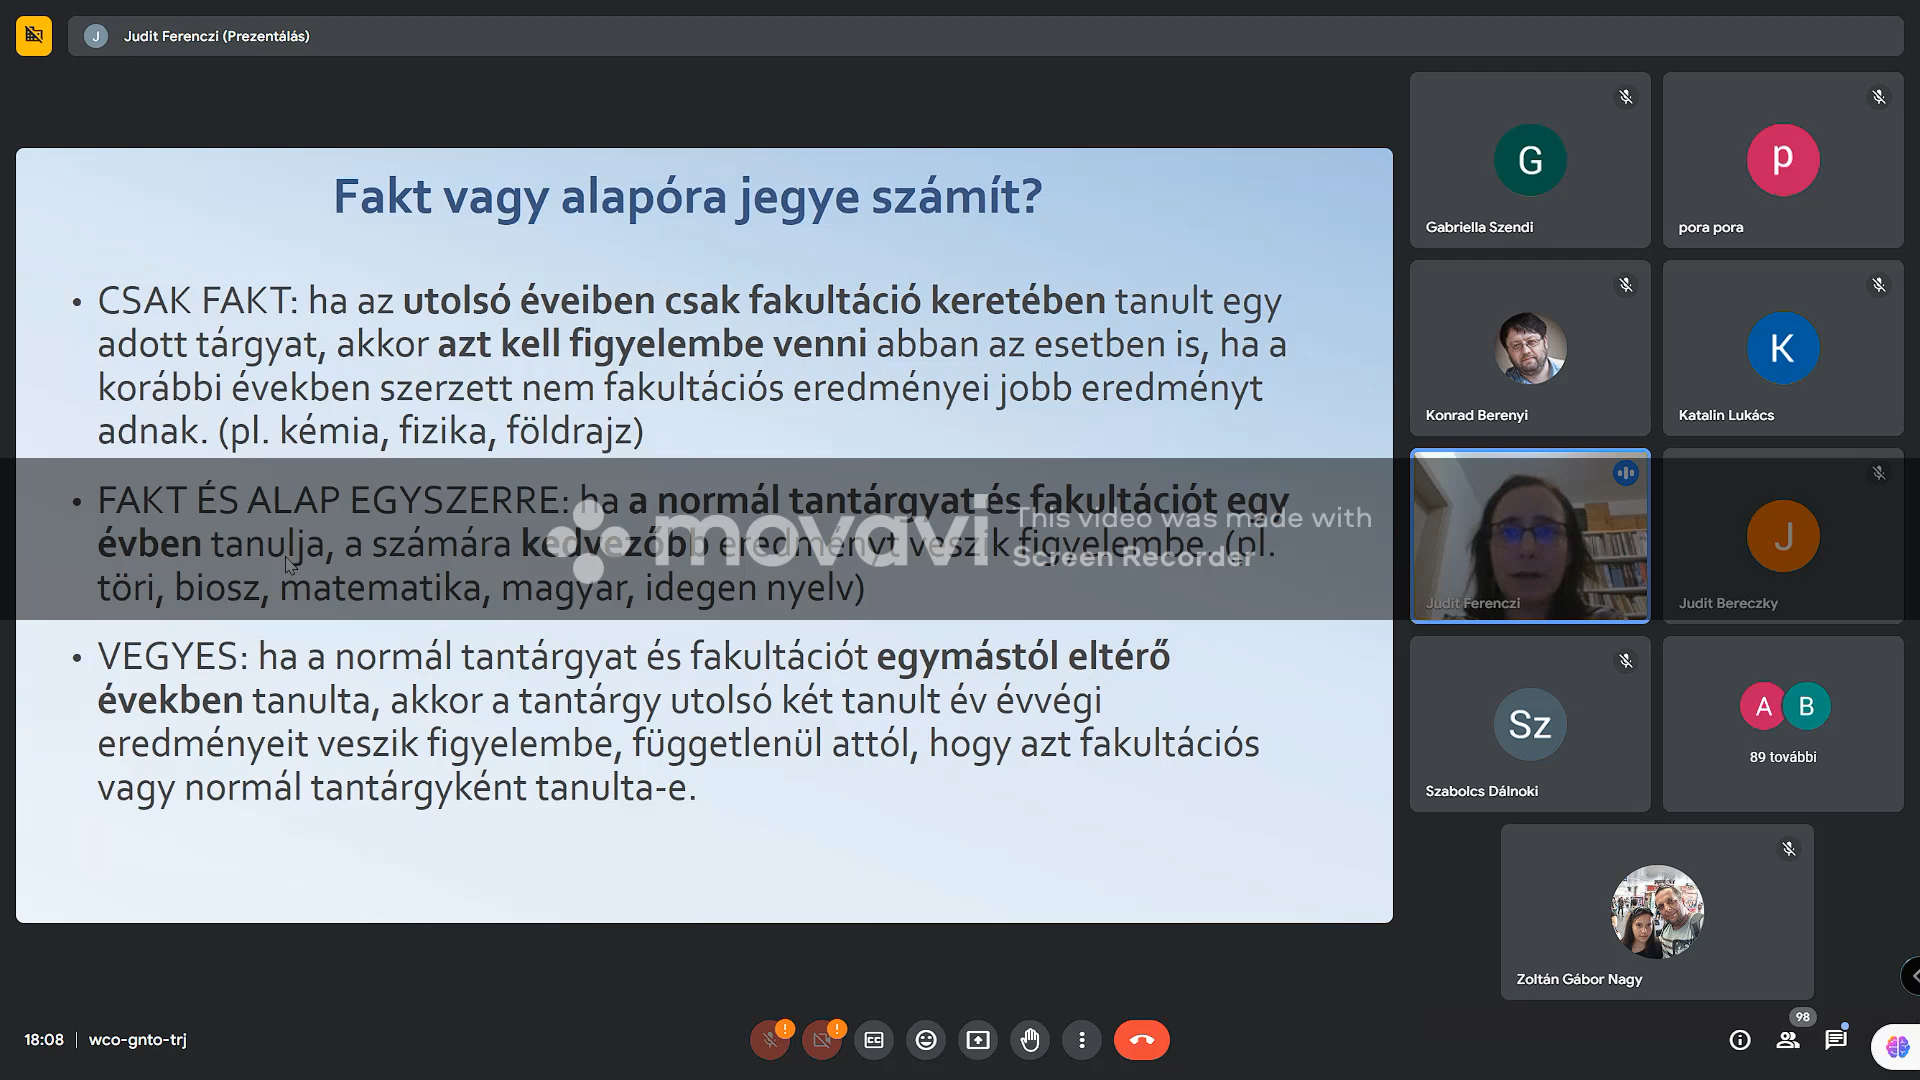 J Judit Ferenczi (Prezentálás)
Fakt vagy alapóra jegye számít?
• CSAK FAKT: ha az utolsó éveiben csak fakultáció keretében tanult egy
adott tárgyat, akkor azt kell figyelembe venni abban az esetben is, ha a
korábbi években szerzett nem fakultációs eredményei jobb eredményt
adnak. (pl. kémia, fizika, földrajz)
• FAKT ÉS ALAP EGYSZERRE: ha a normál tantárgyat és fakultációt egy
évben tanulja, a számára kedvezőbb eredményt veszik figyelembe. (pl.
töri, biosz, matematika, magyar, idegen nyelv)
• VEGYES: ha a normál tantárgyat és fakultációt egymástól eltérő
években tanulta, akkor a tantárgy utolsó két tanult év évvégi
eredményeit veszik figyelembe, függetlenül attól, hogy azt fakultációs
vagy normál tantárgyként tanulta-e.
movavi
This video was made with
Screen Recorder
G
Gabriella Szendi
p
pora pora
Konrad Berenyi
K
Katalin Lukács
Judit Ferenczi
J
Judit Bereczky
Sz
Szabolcs Dálnoki
A B
89 további
Zoltán Gábor Nagy
18:08 | wco-gnto-trj
98